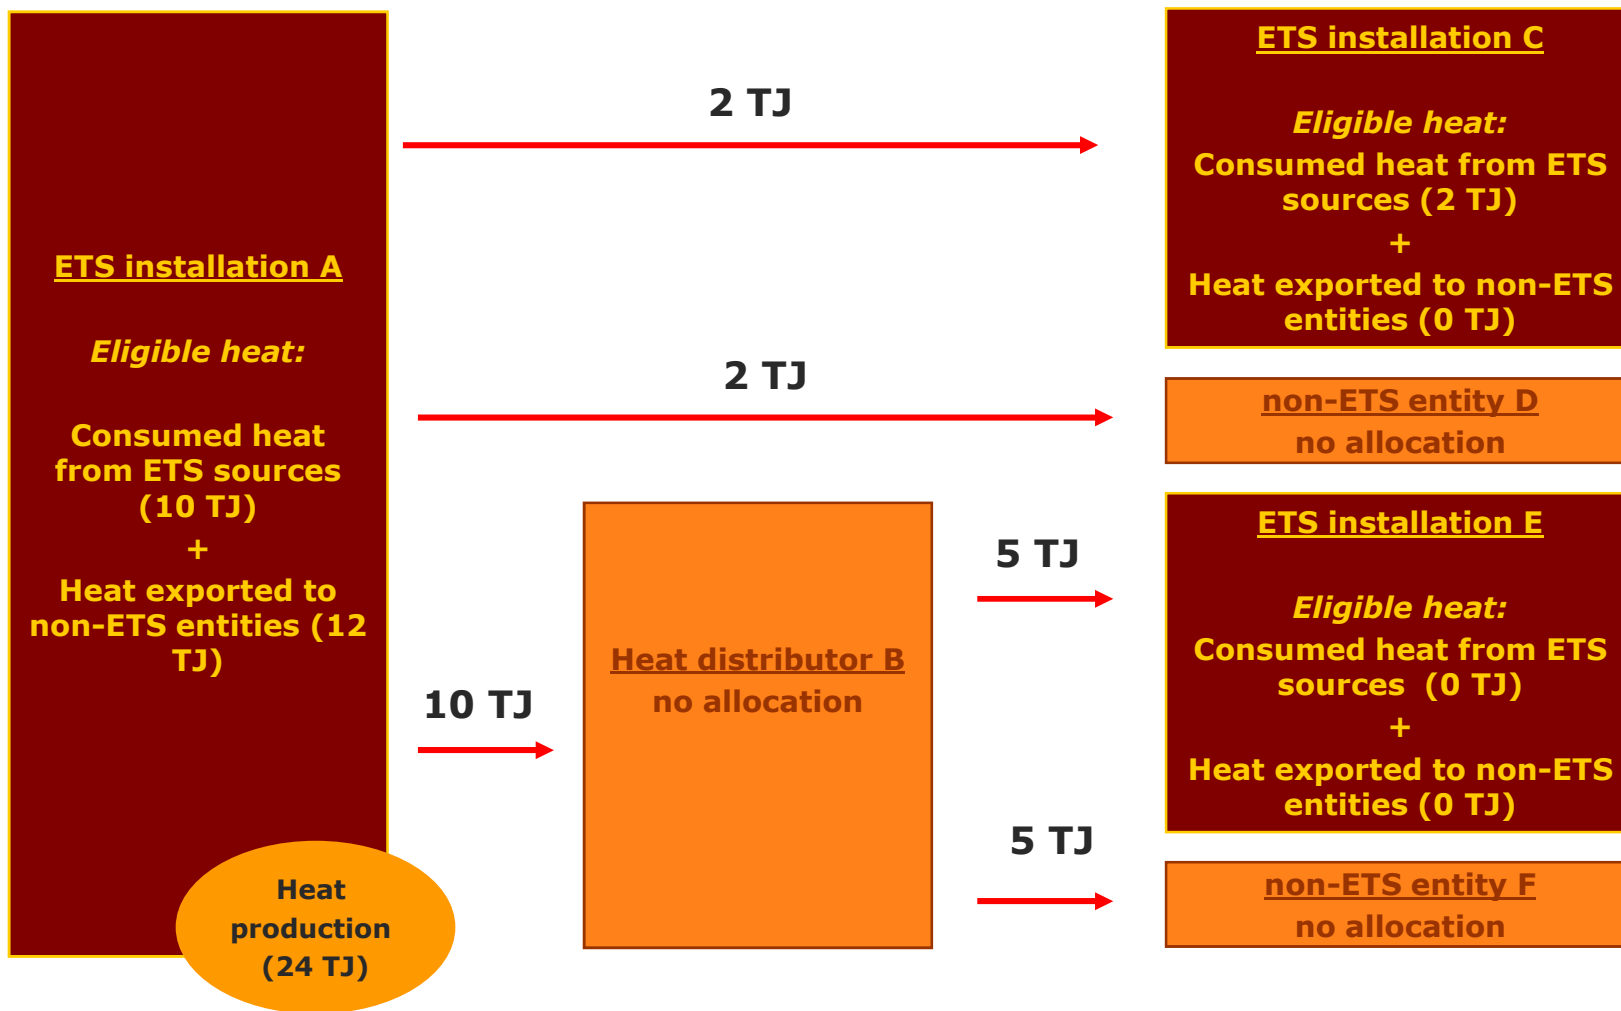 ETS installation A
Eligible heat:
Consumed heat
from ETS sources
(10 TJ)
+
Heat exported to
non-ETS entities (12
TJ)
Heat
production
(24 TJ)
2 TJ
2 TJ
10 TJ
Heat distributor B
no allocation
5 TJ
5 TJ
ETS installation C
Eligible heat:
Consumed heat from ETS
sources (2 TJ)
+
Heat exported to non-ETS
entities (0 TJ)
non-ETS entity D
no allocation
ETS installation E
Eligible heat:
Consumed heat from ETS
sources (0 TJ)
+
Heat exported to non-ETS
entities (0 TJ)
non-ETS entity F
no allocation